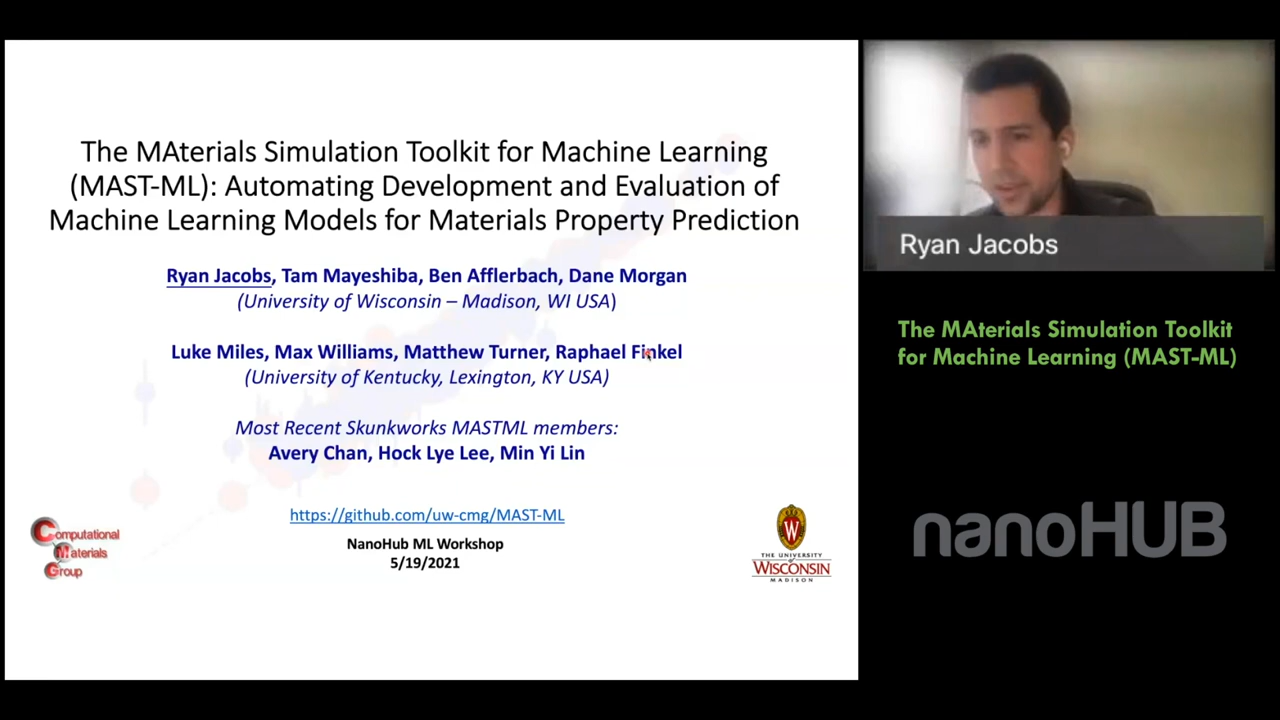 The MAterials Simulation Toolkit for Machine Learning
(MAST-ML): Automating Development and Evaluation of
Machine Learning Models for Materials Property Prediction
Ryan Jacobs, Tam Mayeshiba, Ben Afflerbach, Dane Morgan
(University of Wisconsin – Madison, WI USA)
Luke Miles, Max Williams, Matthew Turner, Raphael Finkel
(University of Kentucky, Lexington, KY USA)
Most Recent Skunkworks MASTML members:
Avery Chan, Hock Lye Lee, Min Yi Lin
https://github.com/uw-cmg/MAST-ML
NanoHub ML Workshop
5/19/2021
Computational
Materials
Group
W
THE UNIVERSITY
of
WISCONSIN
MADISON
Ryan Jacobs
The MAterials Simulation Toolkit
for Machine Learning (MAST-ML)
nanoHUB